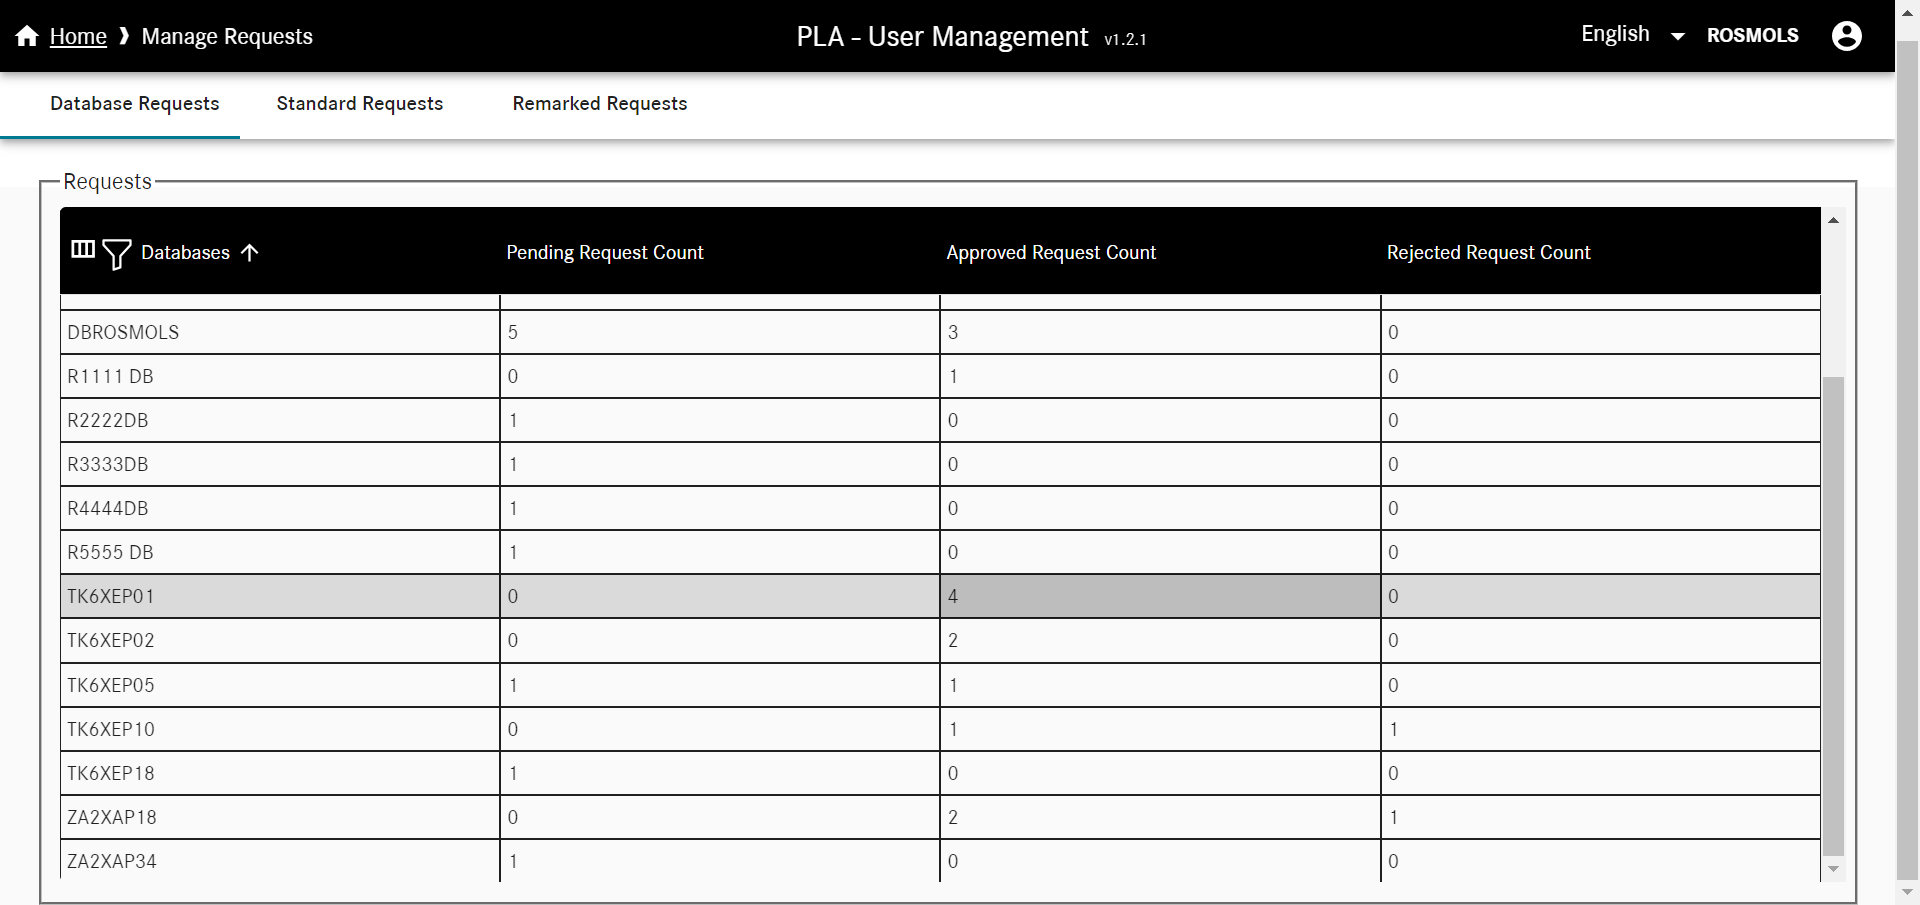 Home ❱ Manage Requests PLA - User Management v1.2.1 English ROSMOLS
Database Requests Standard Requests Remarked Requests
Requests
Databases Pending Request Count Approved Request Count Rejected Request Count
DBROSMOLS 5 3 0
R1111 DB 0 1 0
R2222DB 1 0 0
R3333DB 1 0 0
R4444DB 1 0 0
R5555 DB 1 0 0
TK6XEP01 0 4 0
TK6XEP02 0 2 0
TK6XEP05 1 1 0
TK6XEP10 0 1 1
TK6XEP18 1 0 0
ZA2XAP18 0 2 1
ZA2XAP34 1 0 0